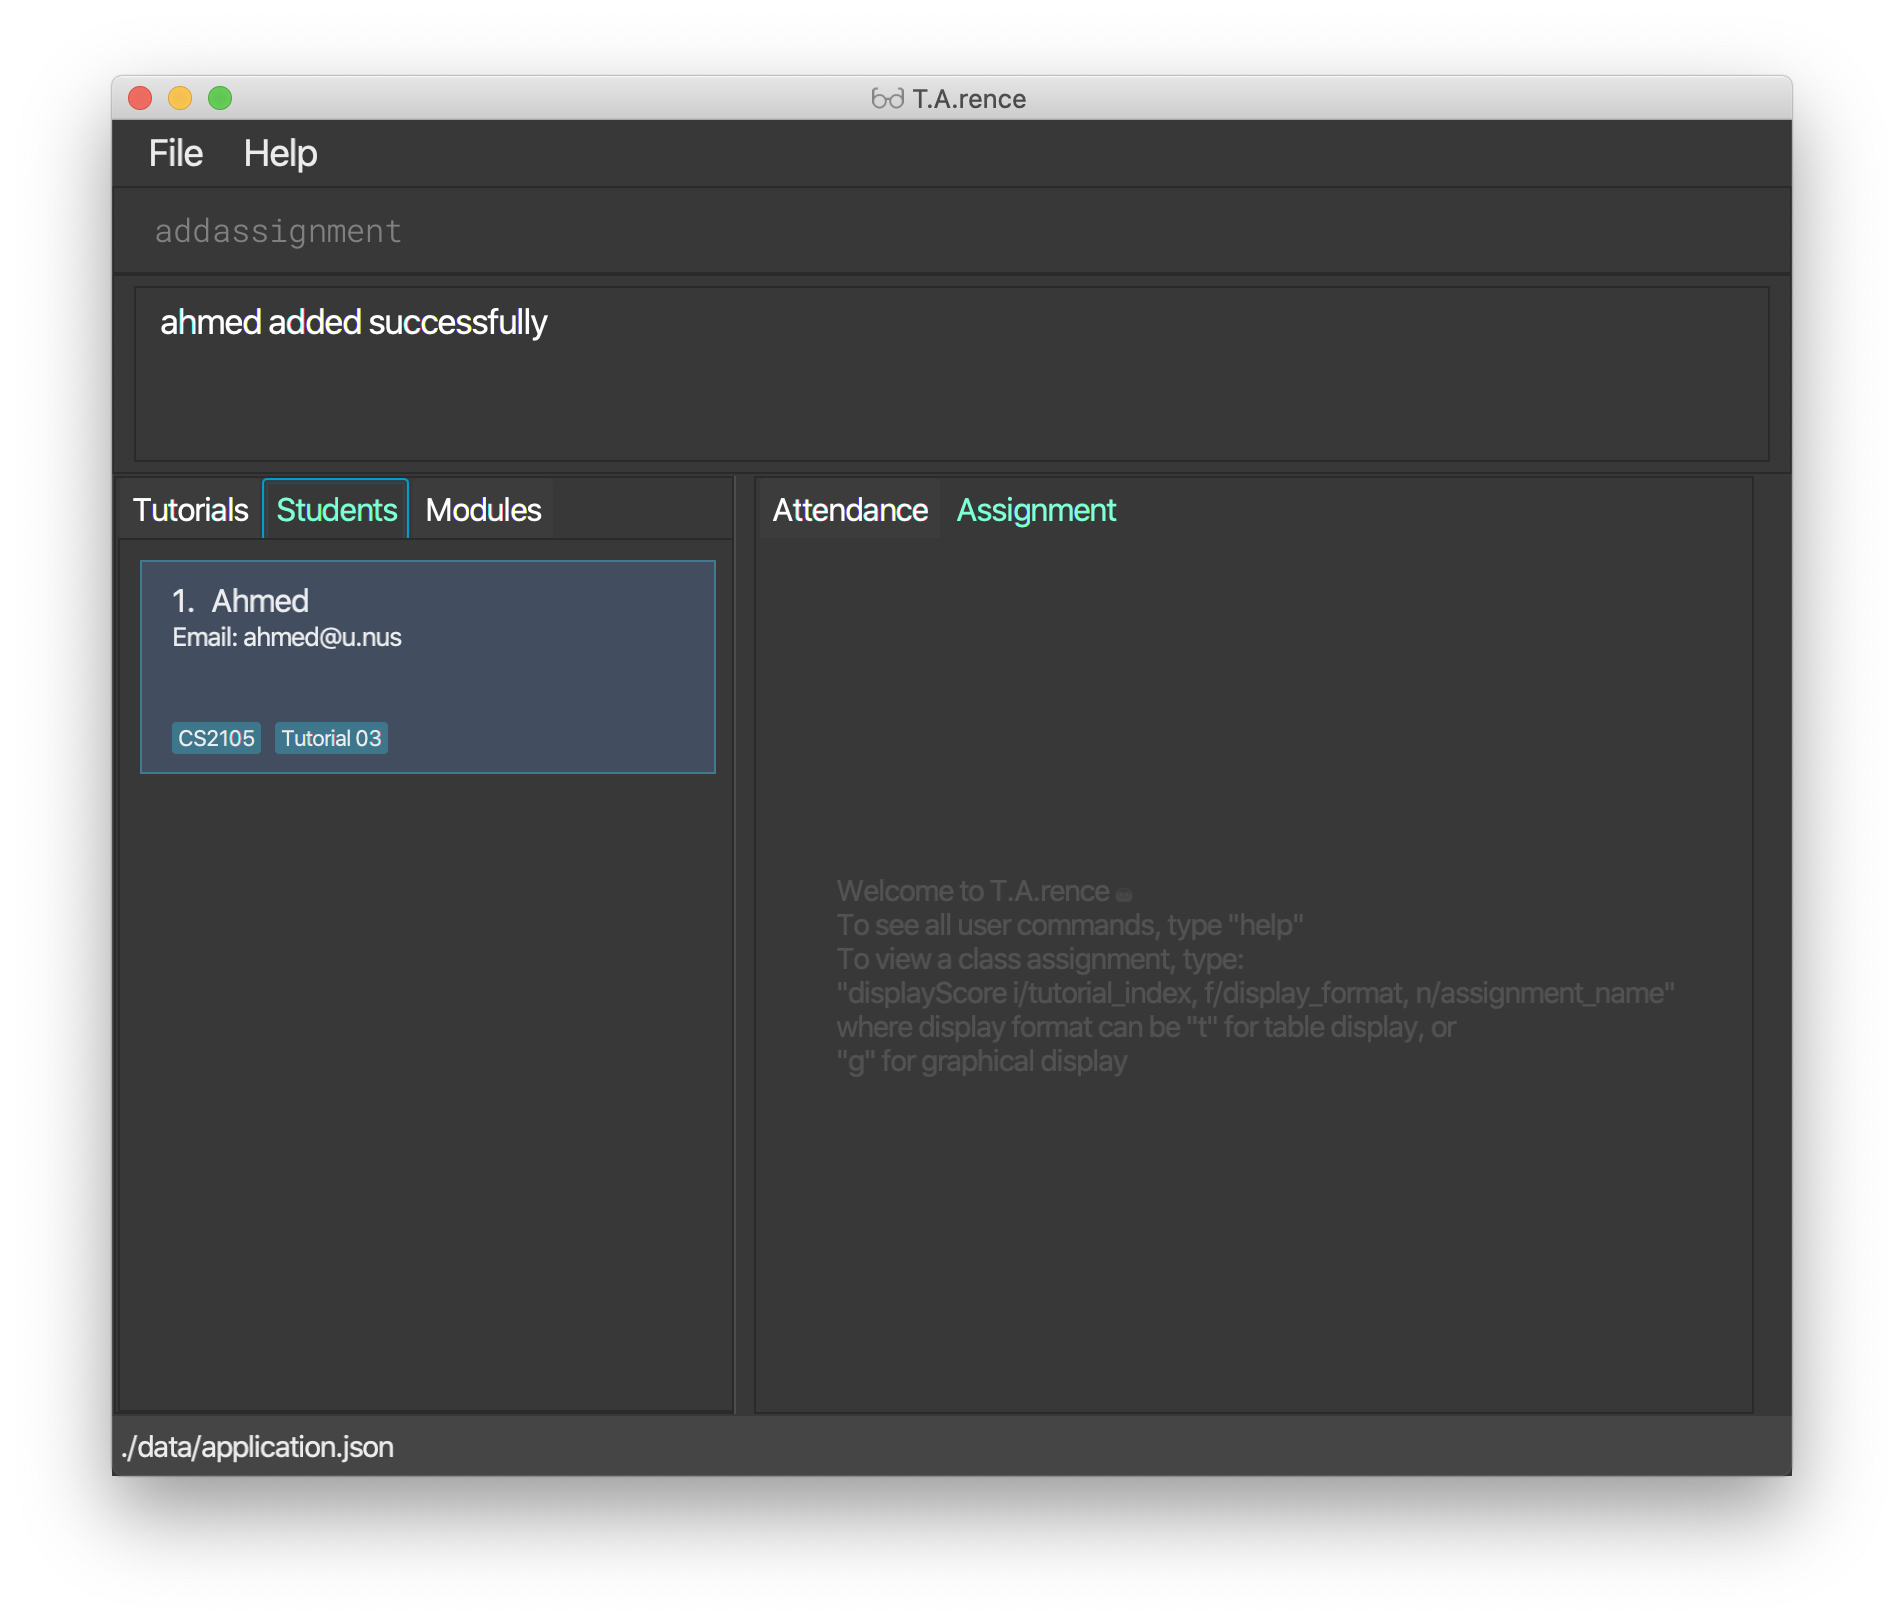 T.A.rence
File Help
addassignment
ahmed added successfully
Tutorials Students Modules
Attendance Assignment
1. Ahmed
Email: ahmed@u.nus
CS2105 Tutorial 03
Welcome to T.A.rence
To see all user commands, type "help"
To view a class assignment, type:
"displayScore i/tutorial_index, f/display_format, n/assignment_name"
where display format can be "t" for table display, or
"g" for graphical display
./data/application.json